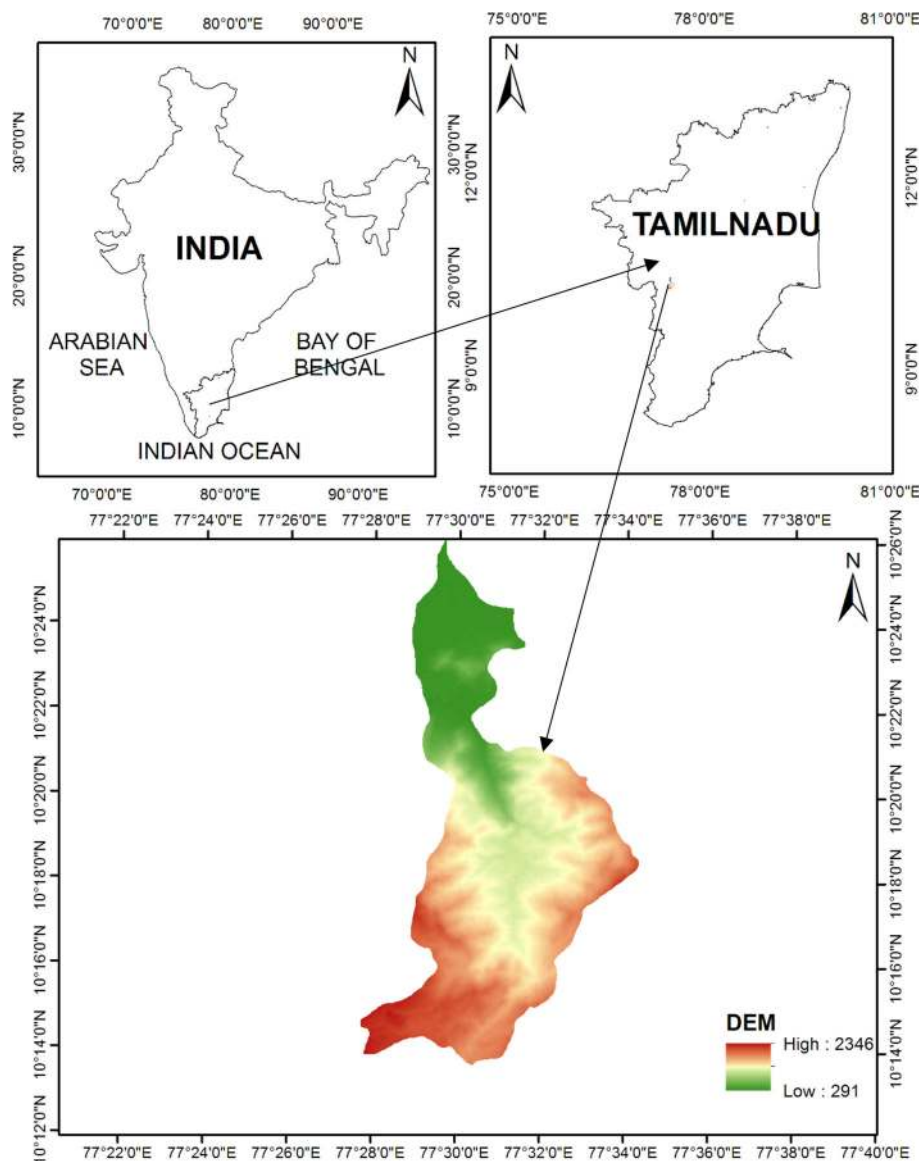 70°0'0"E 80°0'0"E 90°0'0"E
75°0'0"E 78°0'0"E 81°0'0"E
N
N
30°0'0"N
20°0'0"N
10°0'0"N
INDIA
ARABIAN
SEA
BAY OF
BENGAL
INDIAN OCEAN
30°0'0"N
20°0'0"N
10°0'0"N
12°0'0"N
9°0'0"N
TAMILNADU
12°0'0"N
9°0'0"N
70°0'0"E 80°0'0"E 90°0'0"E
75°0'0"E 78°0'0"E 81°0'0"E
77°22'0"E 77°24'0"E 77°26'0"E 77°28'0"E 77°30'0"E 77°32'0"E 77°34'0"E 77°36'0"E 77°38'0"E
N
10°24'0"N
10°22'0"N
10°20'0"N
10°18'0"N
10°16'0"N
10°14'0"N
10°12'0"N
10°26'0"N
10°24'0"N
10°22'0"N
10°20'0"N
10°18'0"N
10°16'0"N
10°14'0"N
DEM
High : 2346
Low : 291
77°22'0"E 77°24'0"E 77°26'0"E 77°28'0"E 77°30'0"E 77°32'0"E 77°34'0"E 77°36'0"E 77°38'0"E 77°40'0"E